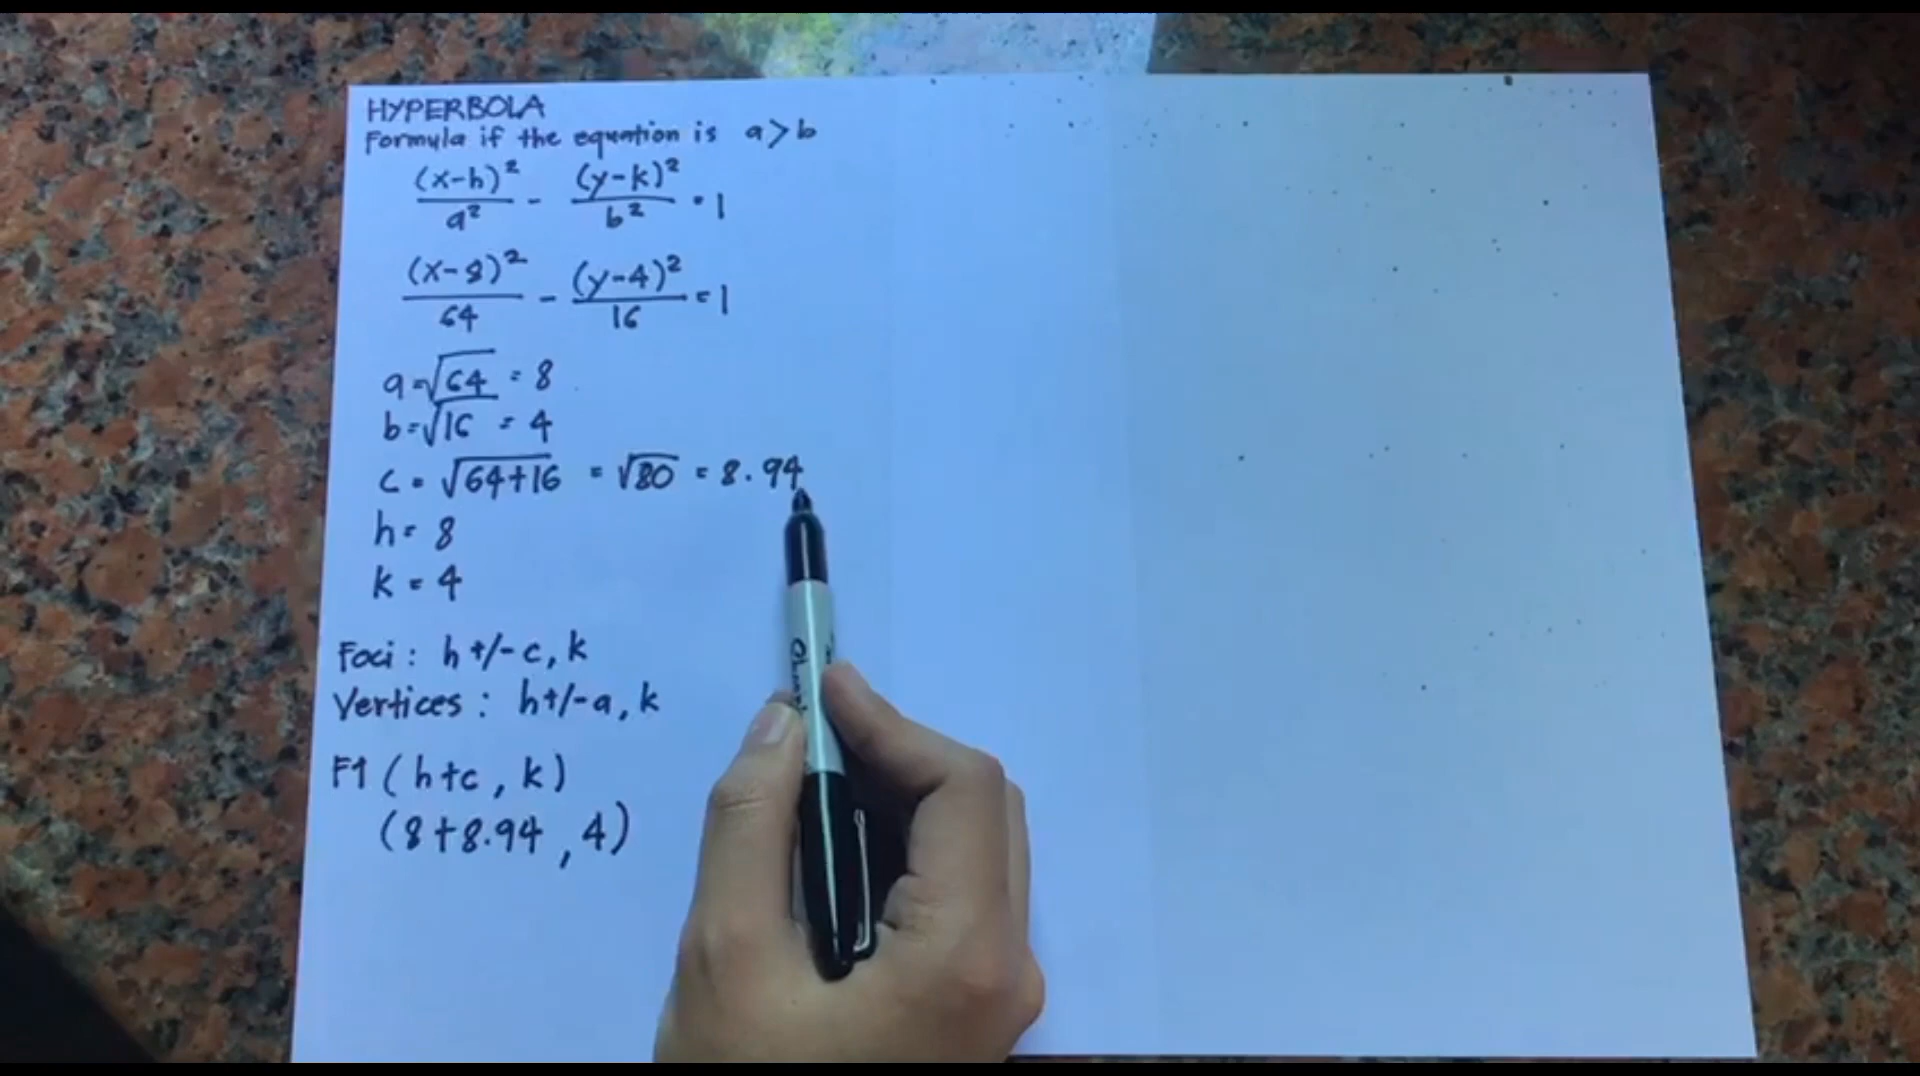 HYPERBOLA
Formula if the equation is a>b
(x-h)²/a² - (y-k)²/b² = 1
(x-8)²/64 - (y-4)²/16 = 1
a=√64 = 8
b=√16 = 4
c = √64+16 = √80 = 8.94
h= 8
k = 4
Foci : h+/-c, k
Vertices : h+/-a, k
F1 (h+c, k)
(8+8.94, 4)